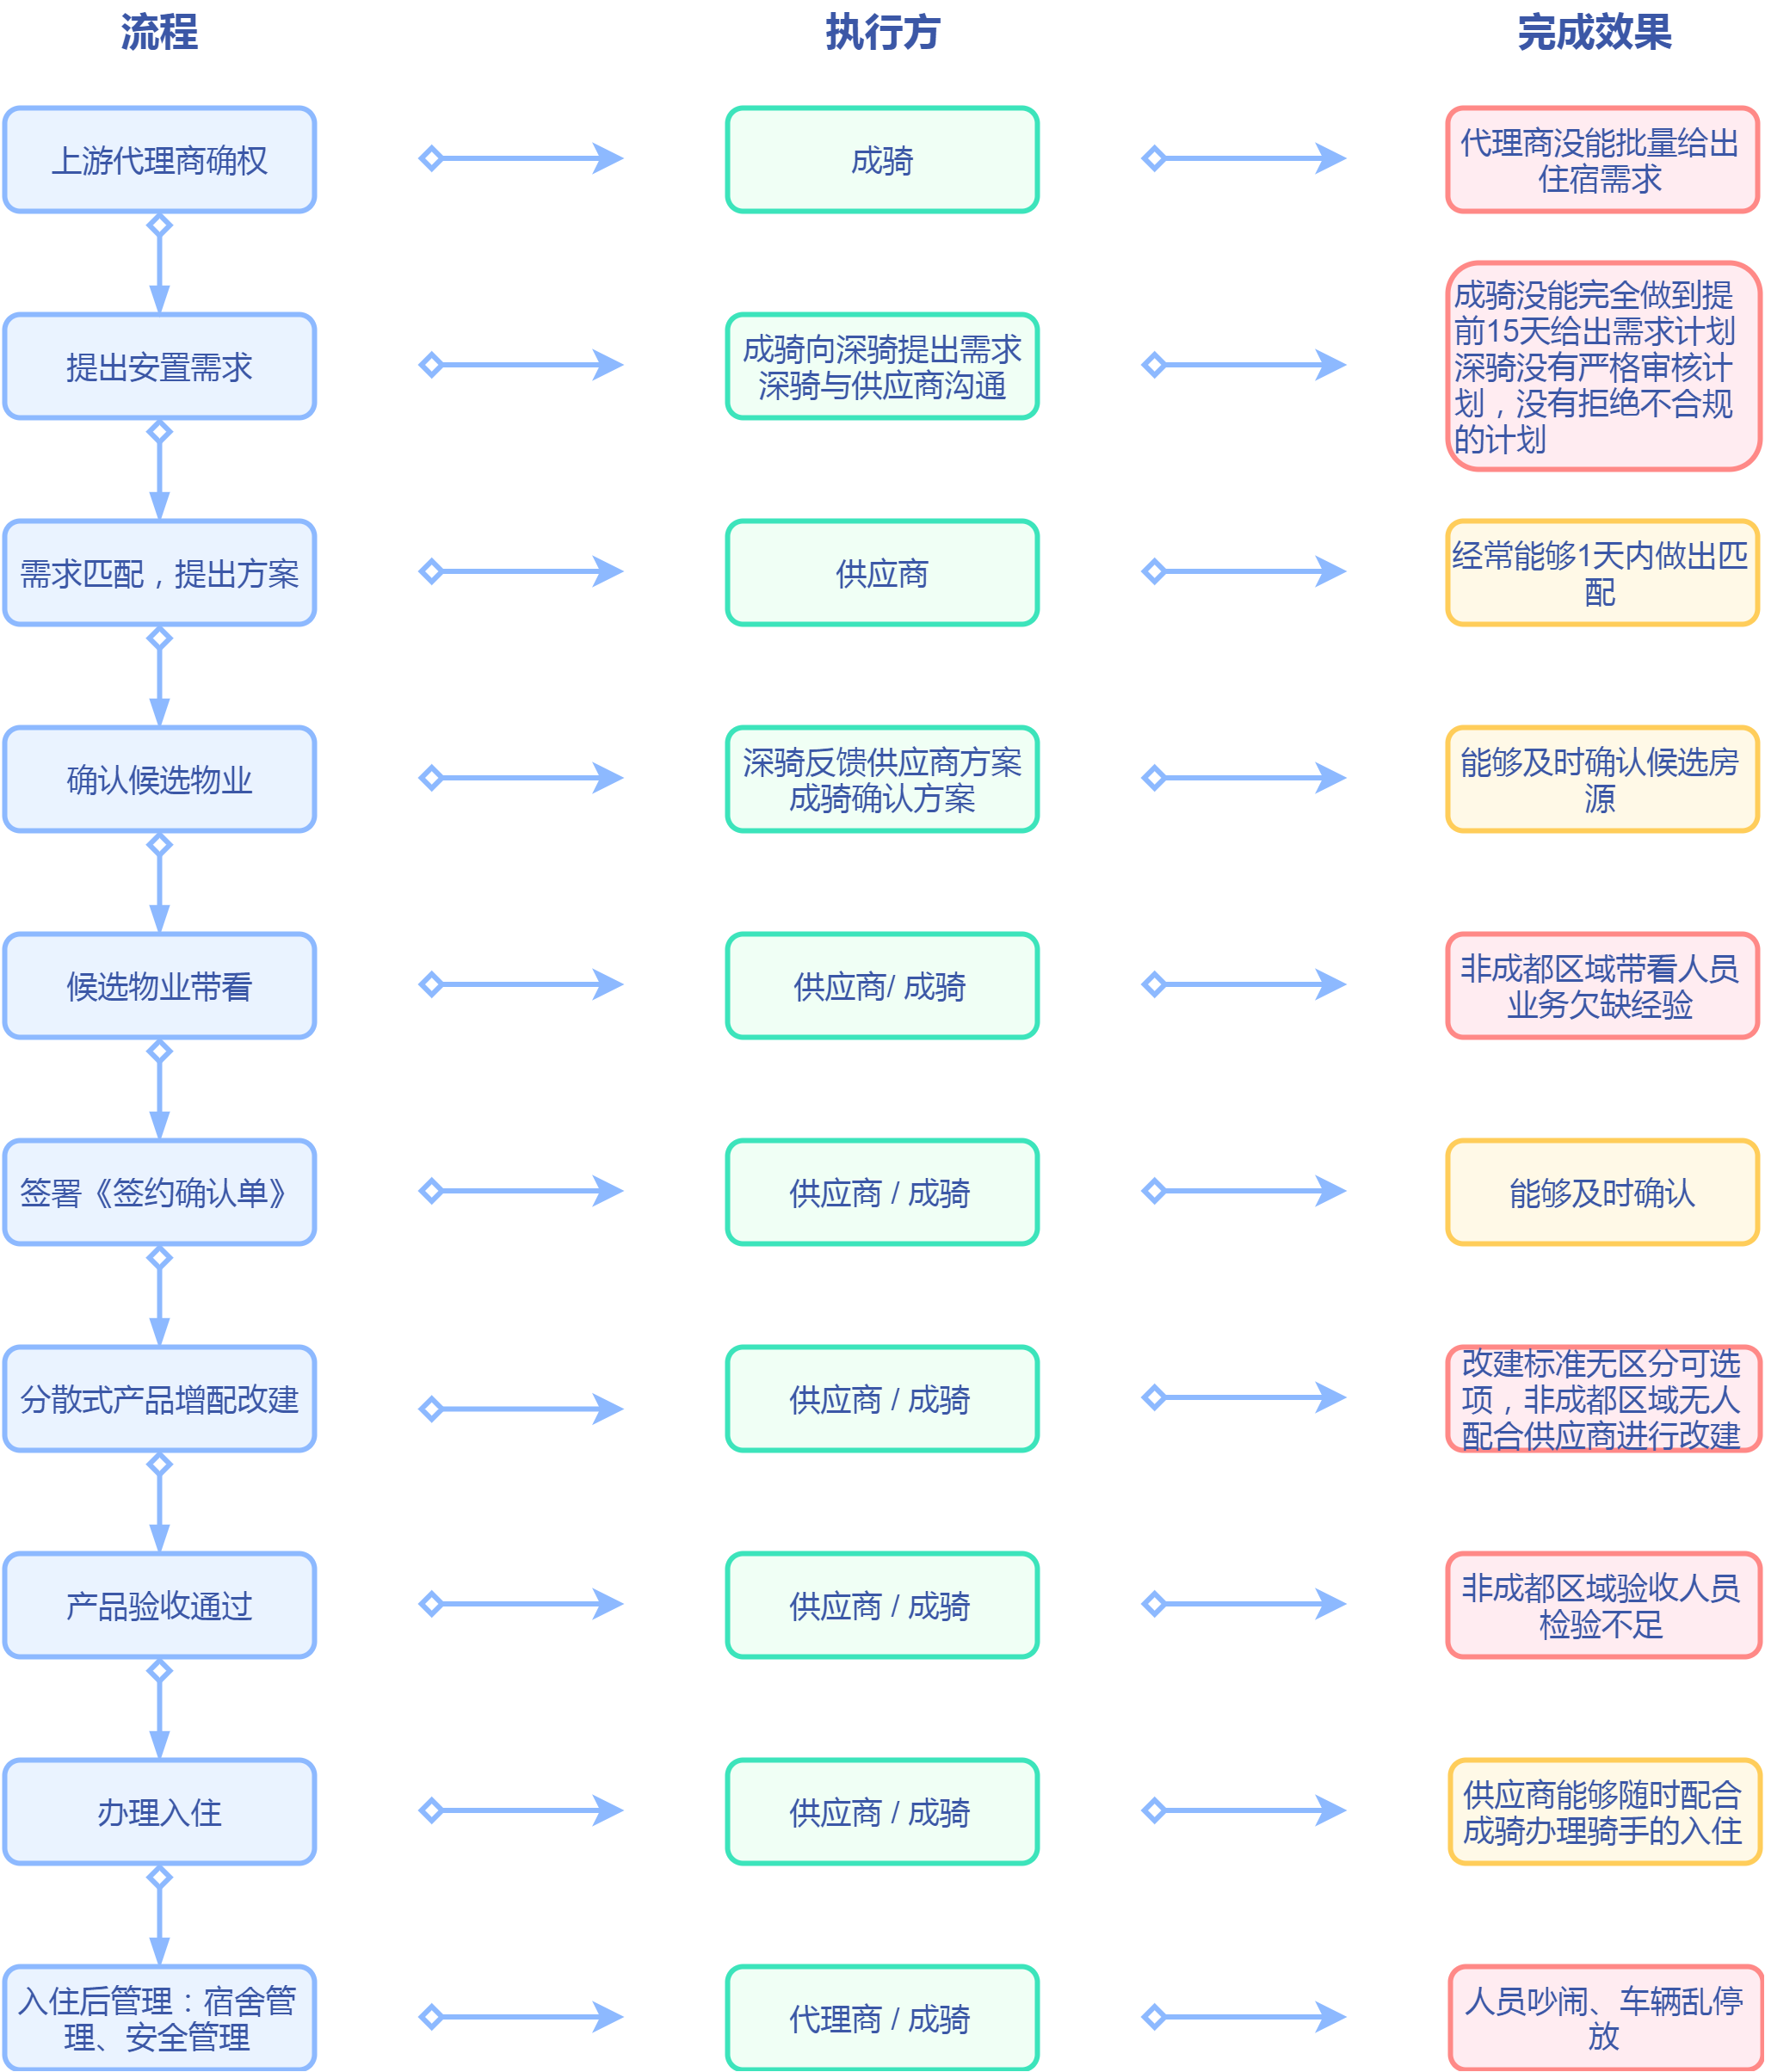 流程
执行方
完成效果
上游代理商确权
成骑
代理商没能批量给出
住宿需求
提出安置需求
成骑向深骑提出需求
深骑与供应商沟通
成骑没能完全做到提
前15天给出需求计划
深骑没有严格审核计
划，没有拒绝不合规
的计划
需求匹配，提出方案
供应商
经常能够1天内做出匹
配
确认候选物业
深骑反馈供应商方案
成骑确认方案
能够及时确认候选房
源
候选物业带看
供应商/ 成骑
非成都区域带看人员
业务欠缺经验
签署《签约确认单》
供应商 / 成骑
能够及时确认
分散式产品增配改建
供应商 / 成骑
改建标准无区分可选
项，非成都区域无人
配合供应商进行改建
产品验收通过
供应商 / 成骑
非成都区域验收人员
检验不足
办理入住
供应商 / 成骑
供应商能够随时配合
成骑办理骑手的入住
入住后管理：宿舍管
理、安全管理
代理商 / 成骑
人员吵闹、车辆乱停
放